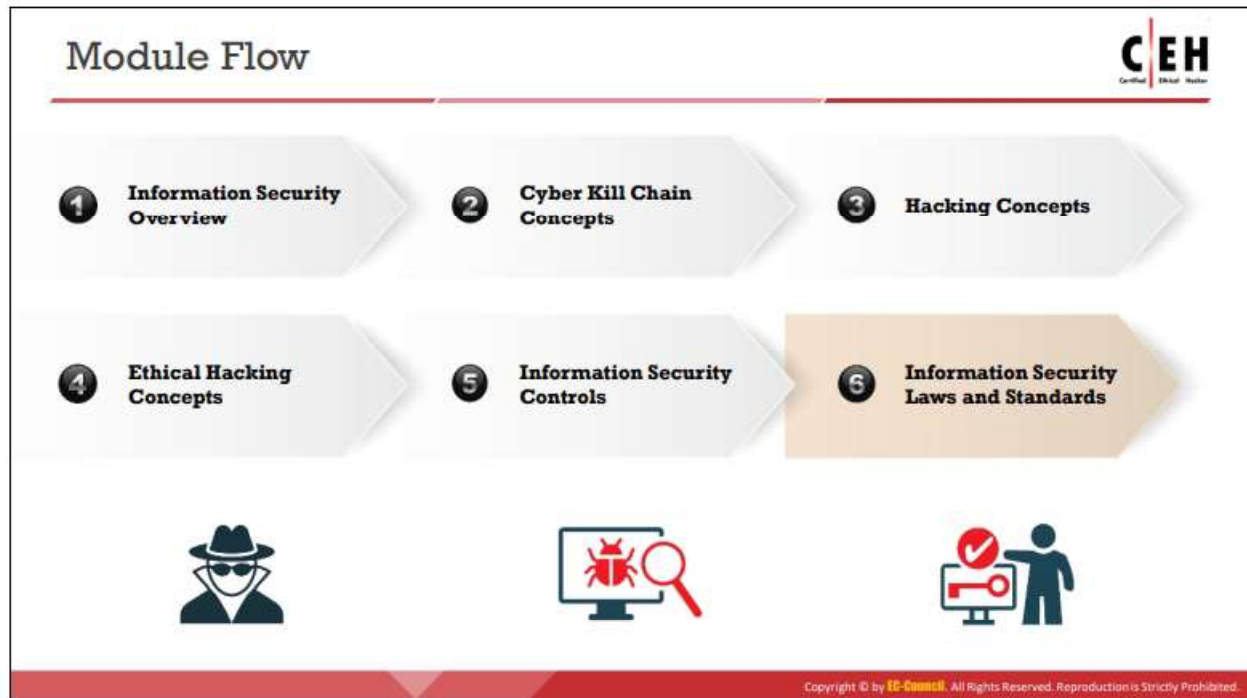 Module Flow
C|EH
Certified Ethical Hacker
1 Information Security
Overview
2 Cyber Kill Chain
Concepts
3 Hacking Concepts
4 Ethical Hacking
Concepts
5 Information Security
Controls
6 Information Security
Laws and Standards
Copyright © by EC-Council. All Rights Reserved. Reproduction is Strictly Prohibited.